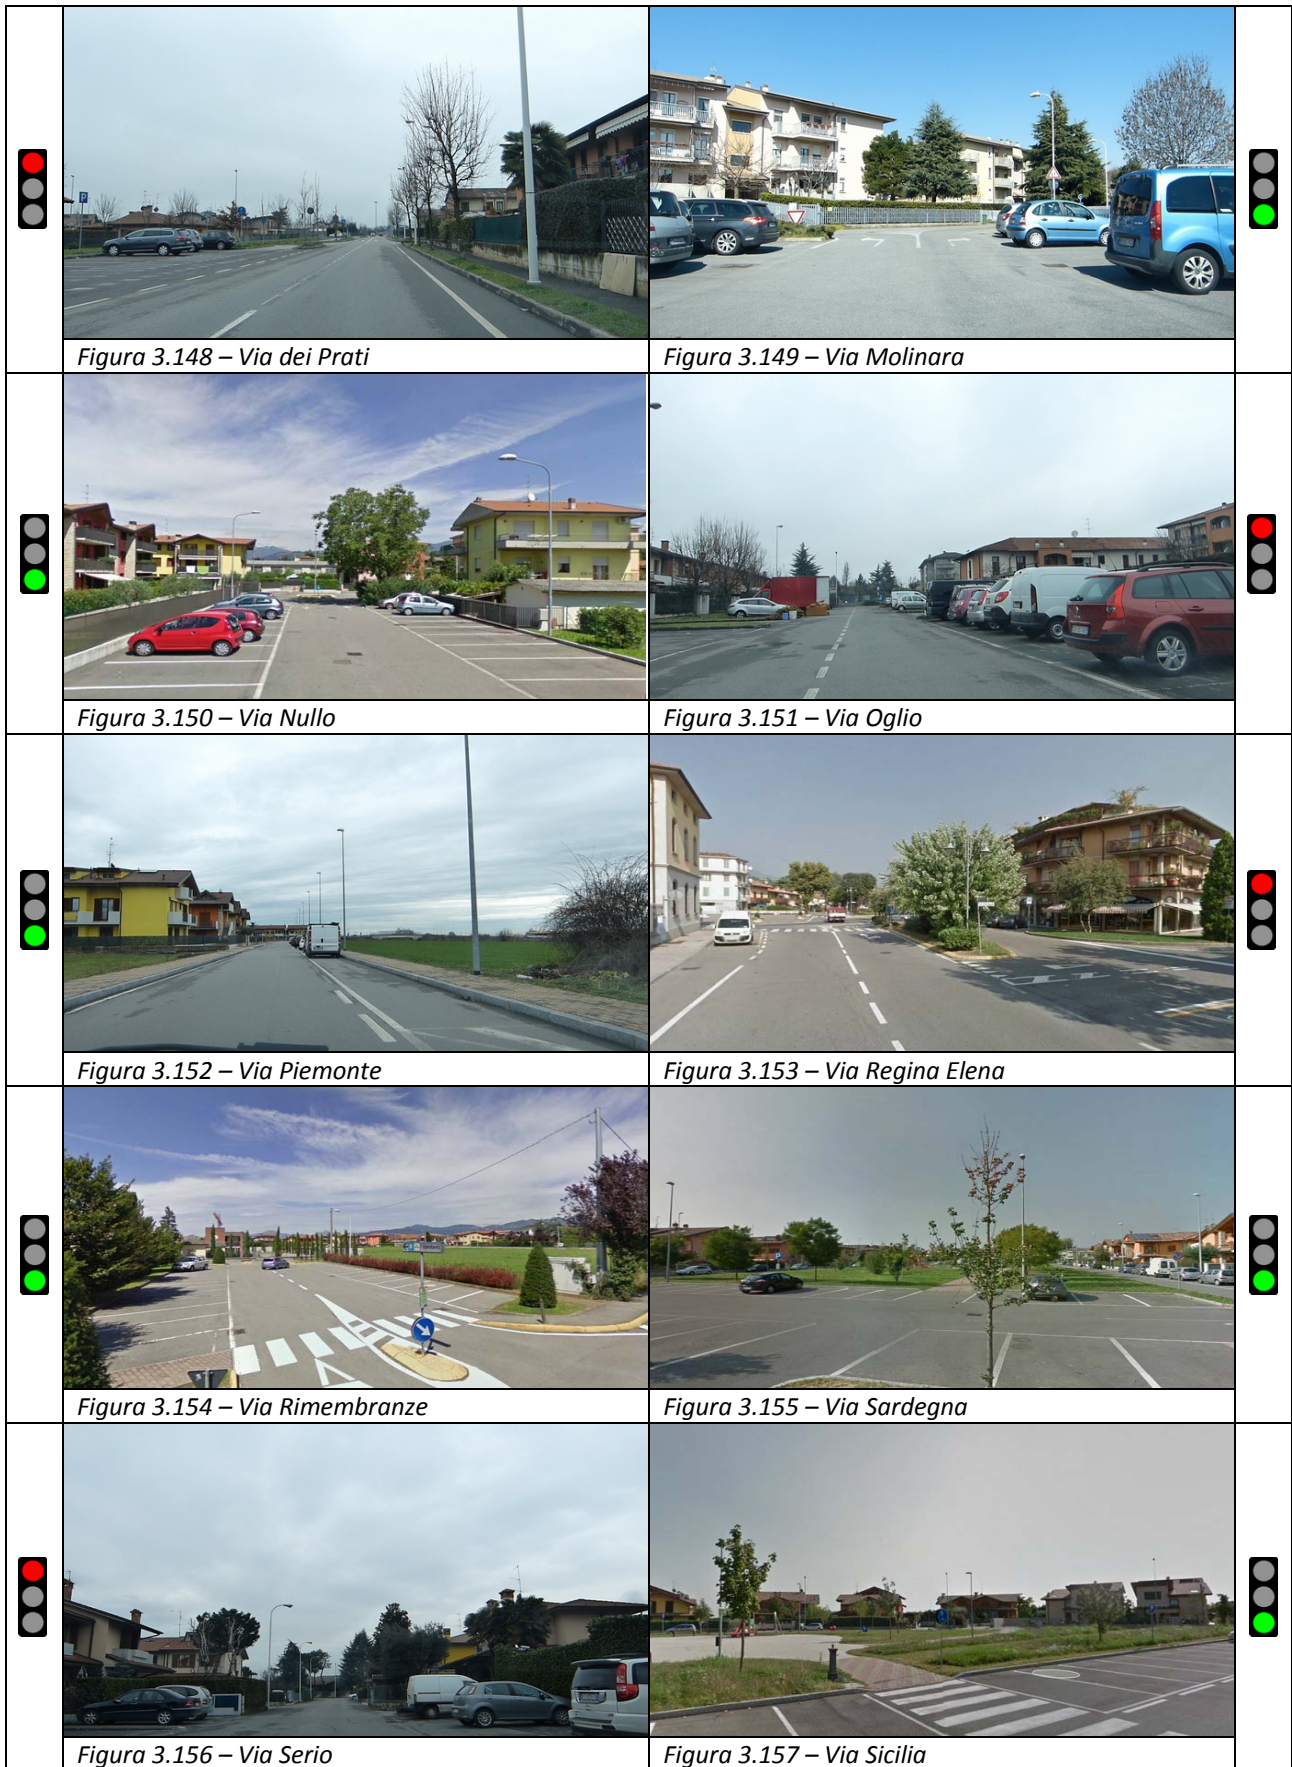 Figura 3.148 – Via dei Prati
Figura 3.149 – Via Molinara
Figura 3.150 – Via Nullo
Figura 3.151 – Via Oglio
Figura 3.152 – Via Piemonte
Figura 3.153 – Via Regina Elena
Figura 3.154 – Via Rimembranze
Figura 3.155 – Via Sardegna
Figura 3.156 – Via Serio
Figura 3.157 – Via Sicilia